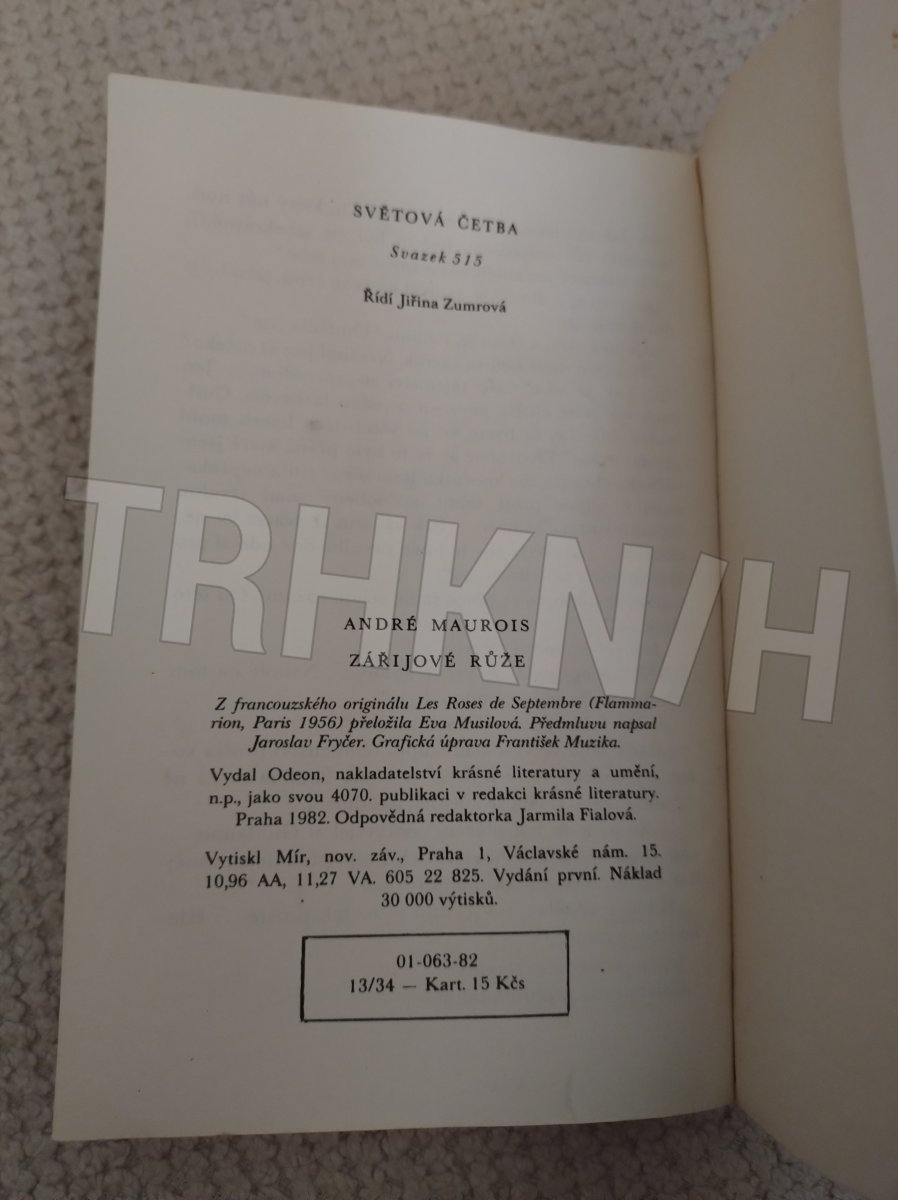 SVĚTOVÁ ČETBA
Svazek 515
Řídí Jiřina Zumrová
TRHKNIH
ANDRÉ MAUROIS
ZÁŘIJOVÉ RŮŽE
Z francouzského originálu Les Roses de Septembre (Flamma-
rion, Paris 1956) přeložila Eva Musilová. Předmluvu napsal
Jaroslav Fryčer. Grafická úprava František Muzika.
Vydal Odeon, nakladatelství krásné literatury a umění,
n.p., jako svou 4070. publikaci v redakci krásné literatury.
Praha 1982. Odpovědná redaktorka Jarmila Fialová.
Vytiskl Mír, nov. záv., Praha 1, Václavské nám. 15.
10,96 AA, 11,27 VA. 605 22 825. Vydání první. Náklad
30 000 výtisků.
01-063-82
13/34 — Kart. 15 Kčs